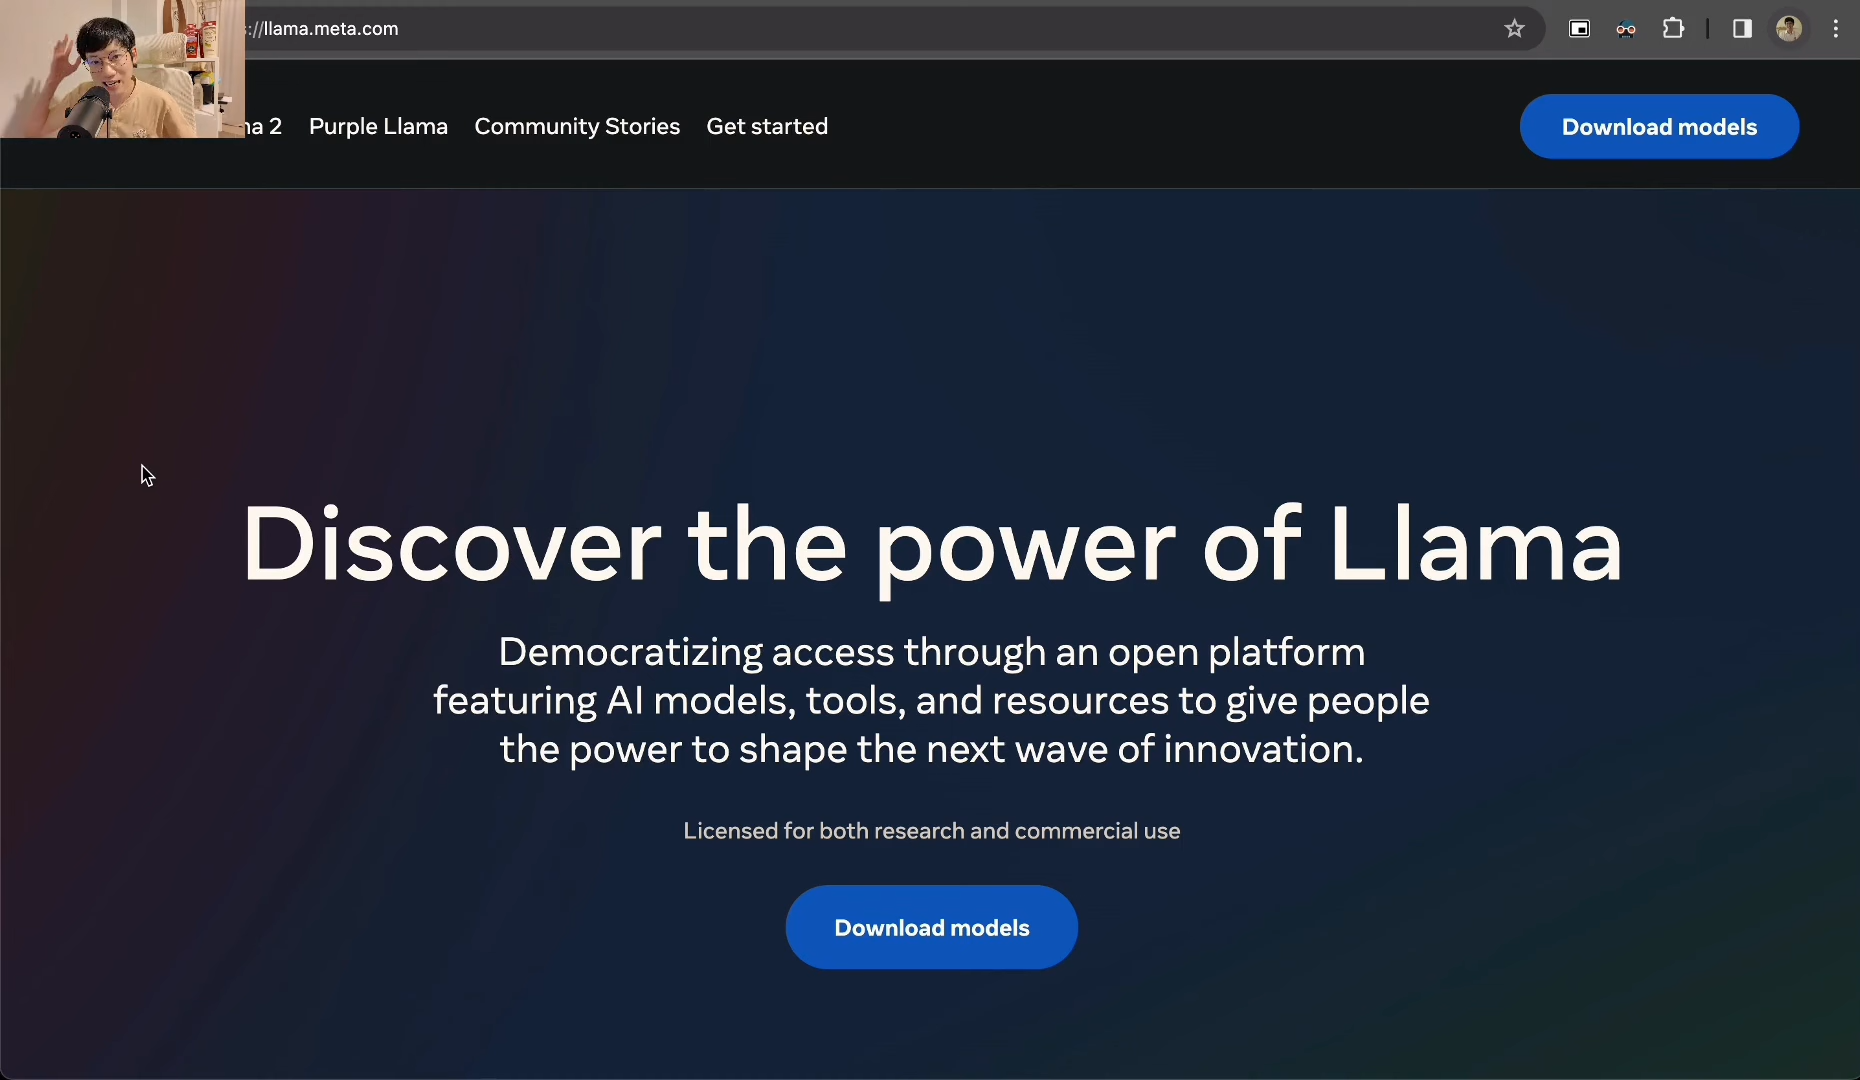 //llama.meta.com
ma 2 Purple Llama Community Stories Get started
Download models
Discover the power of Llama
Democratizing access through an open platform
featuring AI models, tools, and resources to give people
the power to shape the next wave of innovation.
Licensed for both research and commercial use
Download models